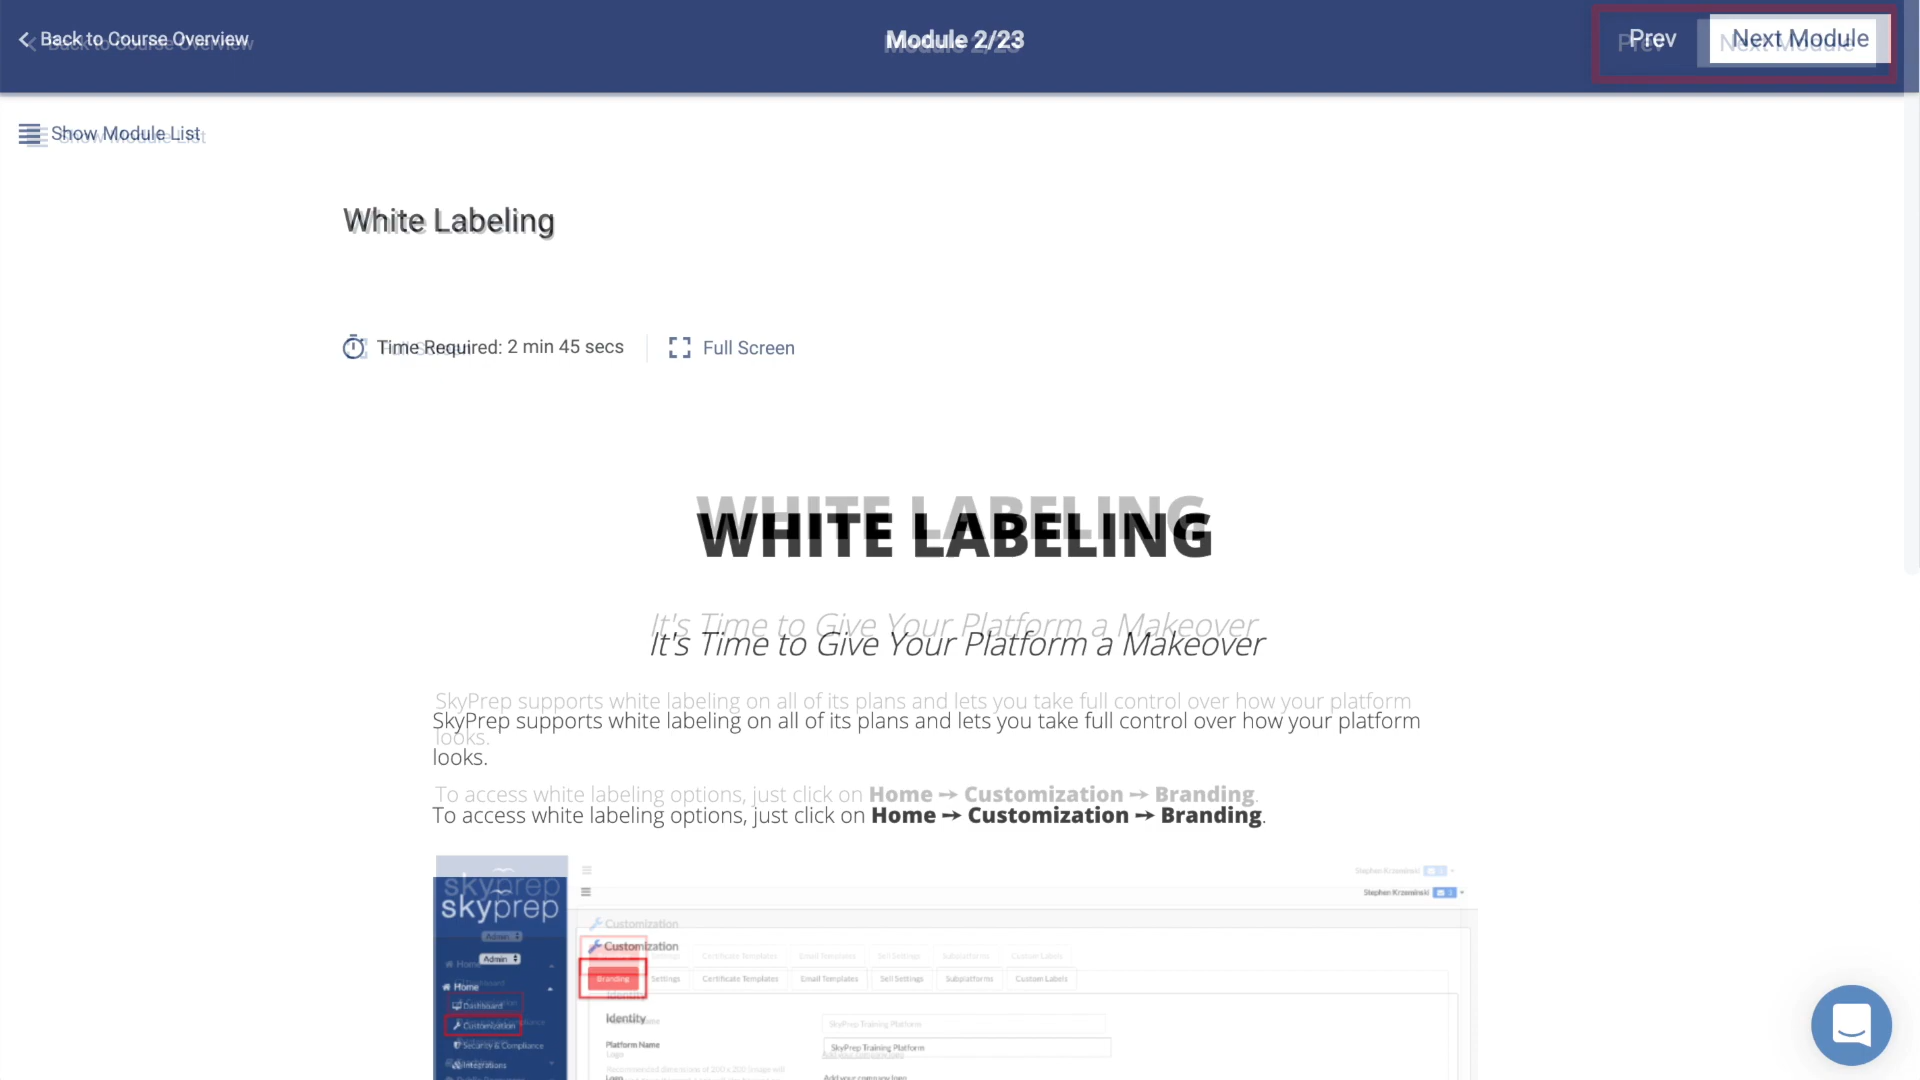 Back to Course Overview
Module 2/23
Prev
Next Module
Show Module List
White Labeling
Time Required: 2 min 45 secs
Full Screen
WHITE LABELING
It's Time to Give Your Platform a Makeover
SkyPrep supports white labeling on all of its plans and lets you take full control over how your platform
looks.
To access white labeling options, just click on Home ➙ Customization ➙ Branding.
skyprep
Stephen Krzeminski
Admin
Customization
Branding
Settings
Certificate Templates
Email Templates
Sell Settings
Subplatforms
Custom Labels
Home
Dashboard
Customization
Security & Compliance
Integrations
Identity
Platform Name
SkyPrep Training Platform
Logo
Add your company logo